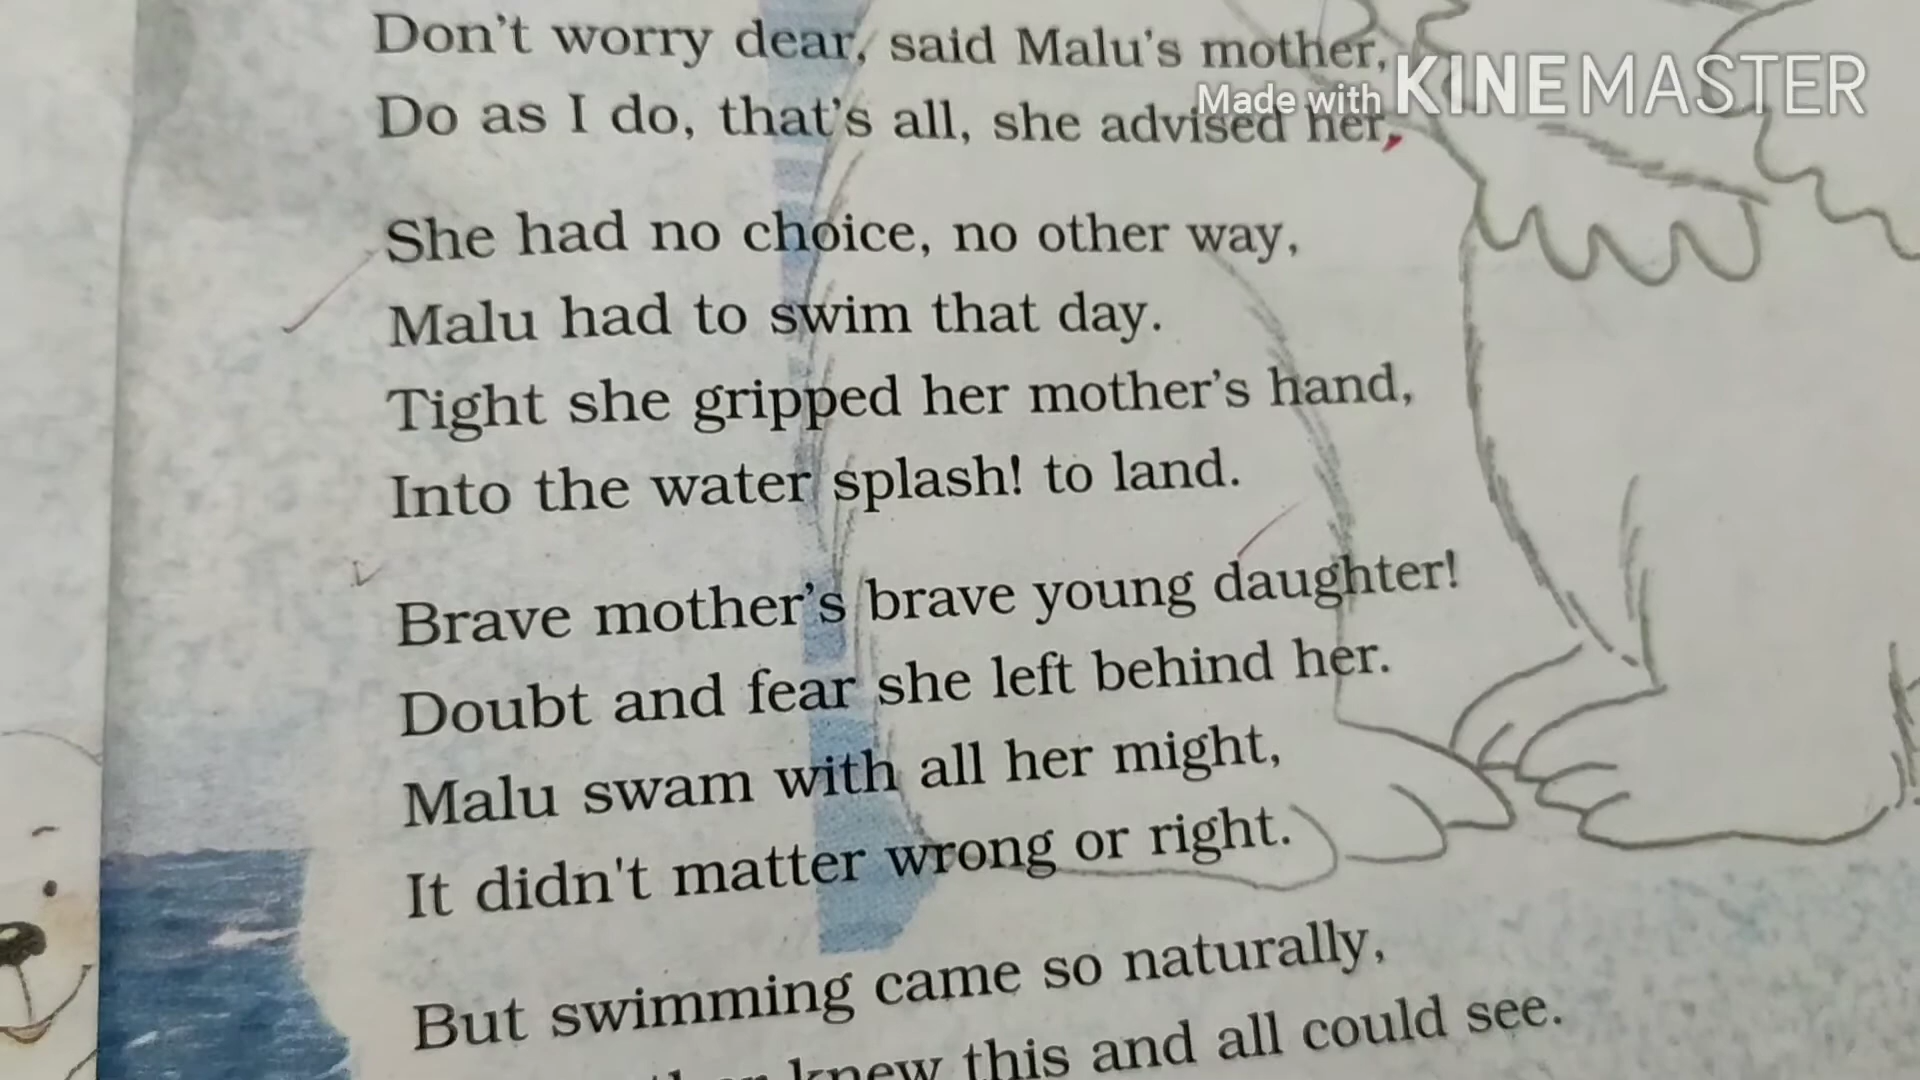 Don't worry dear, said Malu's mother,
Made with KINEMASTER
Do as I do, that's all, she advised her,
She had no choice, no other way,
Malu had to swim that day.
Tight she gripped her mother's hand,
Into the water splash! to land.
Brave mother's brave young daughter!
Doubt and fear she left behind her.
Malu swam with all her might,
It didn't matter wrong or right.
But swimming came so naturally,
knew this and all could see.